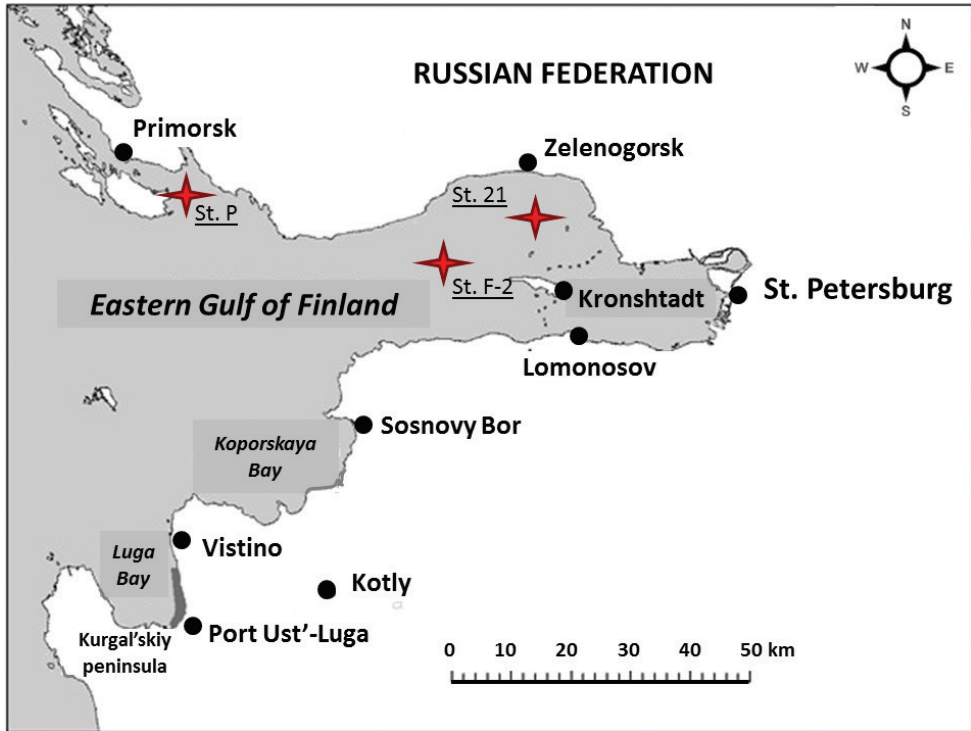 N
RUSSIAN FEDERATION
W
E
S
Primorsk
Zelenogorsk
St. 21
St. P
St. F-2
Eastern Gulf of Finland
Kronshtadt
St. Petersburg
Lomonosov
Sosnovy Bor
Koporskaya
Bay
Vistino
Luga
Bay
Kotly
Port Ust’-Luga
Kurgal’skiy
peninsula
0 10 20 30 40 50 km